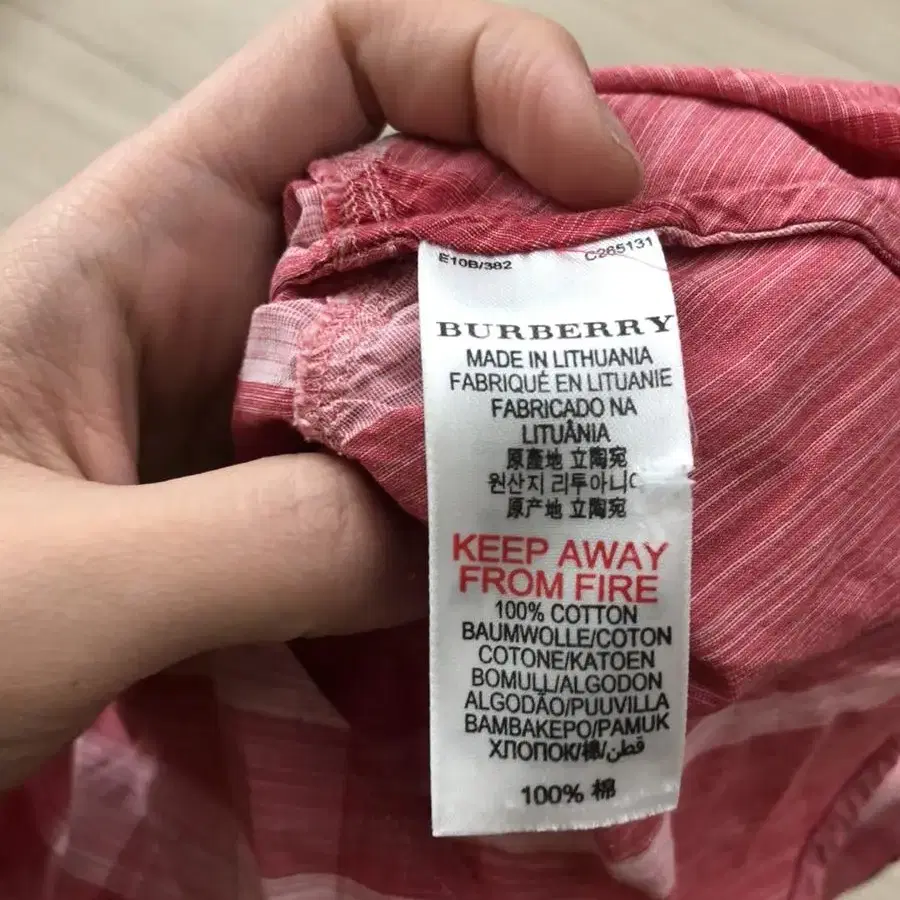 E10B/382 C265131
BURBERRY
MADE IN LITHUANIA
FABRIQUÉ EN LITUANIE
FABRICADO NA
LITUÂNIA
原產地 立陶宛
원산지 리투아니
原产地 立陶宛
KEEP AWAY
FROM FIRE
100% COTTON
BAUMWOLLE/COTON
COTONE/KATOEN
BOMULL/ALGODON
ALGODÃO/PUUVILLA
BAMBAKEPO/PAMUK
ХЛОПОК/棉/قطن
100% 棉